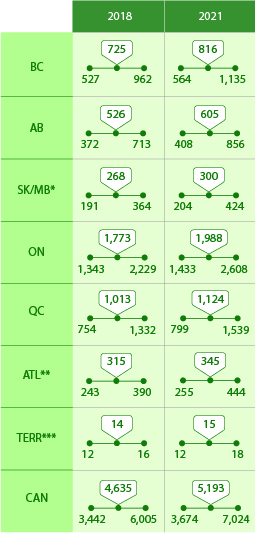 2018 2021
725 816
BC
527 962 564 1,135
526 605
AB
372 713 408 856
268 300
SK/MB*
191 364 204 424
1,773 1,988
ON
1,343 2,229 1,433 2,608
1,013 1,124
QC
754 1,332 799 1,539
315 345
ATL**
243 390 255 444
14 15
TERR***
12 16 12 18
4,635 5,193
CAN
3,442 6,005 3,674 7,024